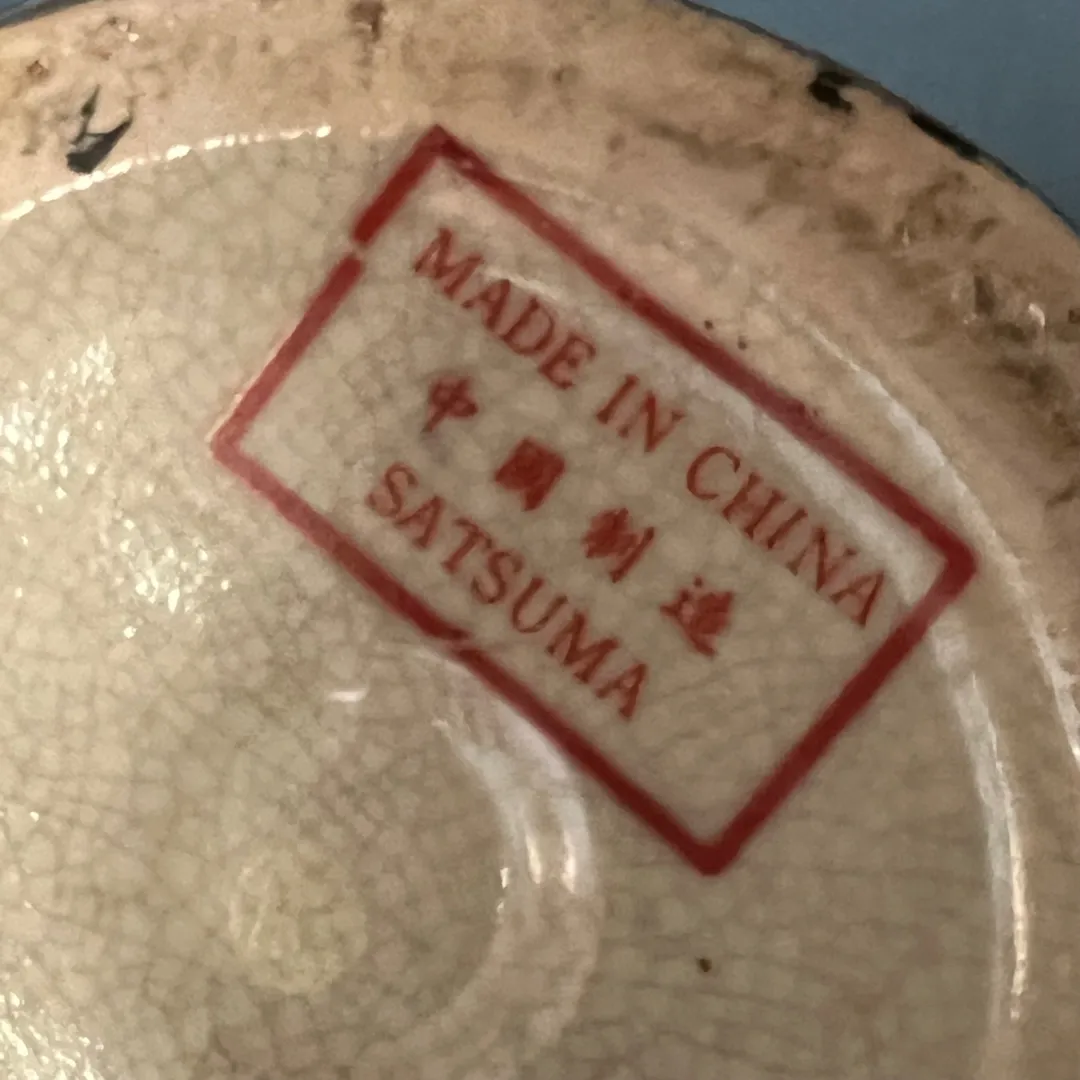 MADE IN CHINA
中國制造
SATSUMA